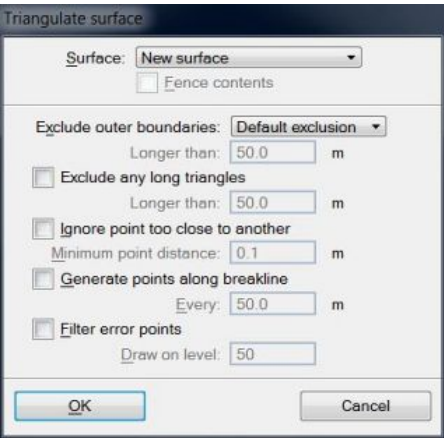 Triangulate surface
Surface: New surface
Fence contents
Exclude outer boundaries: Default exclusion
Longer than: 50.0 m
Exclude any long triangles
Longer than: 50.0 m
Ignore point too close to another
Minimum point distance: 0.1 m
Generate points along breakline
Every: 50.0 m
Filter error points
Draw on level: 50
OK Cancel